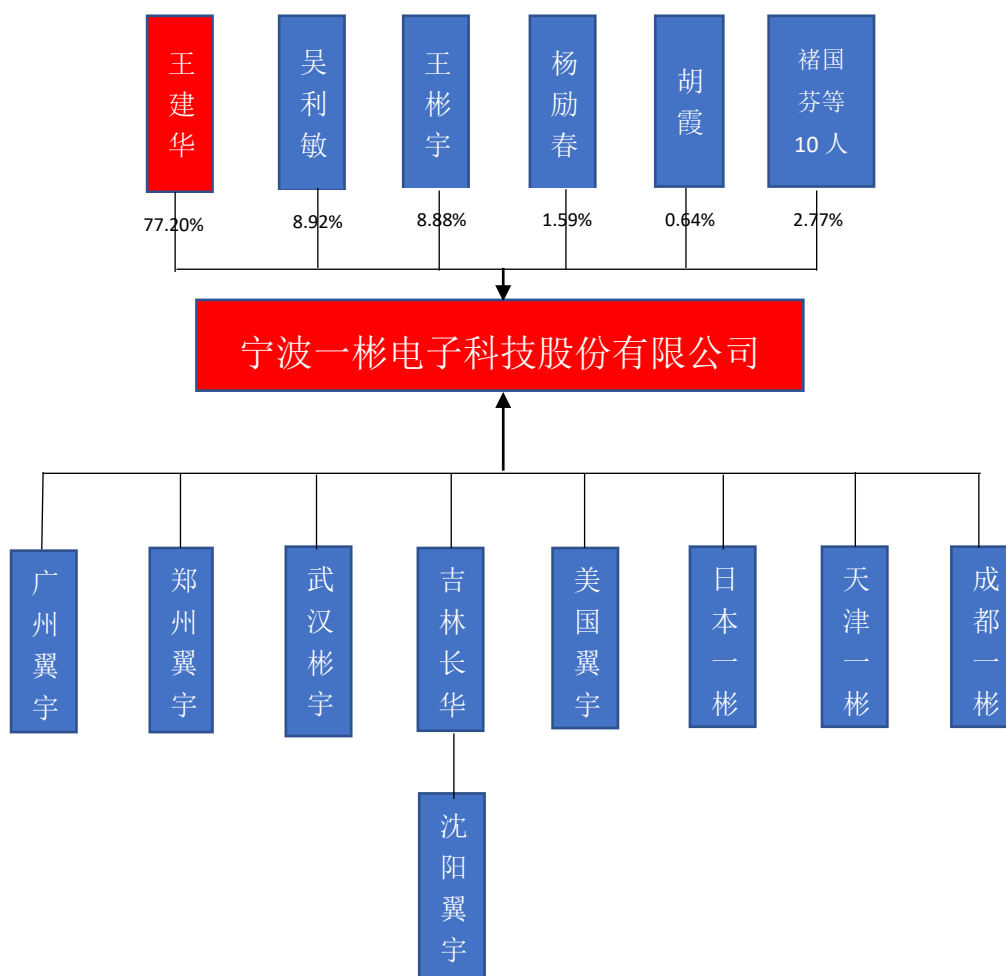 王建华
吴利敏
王彬宇
杨励春
胡霞
褚国
芬等
10 人
77.20%
8.92%
8.88%
1.59%
0.64%
2.77%
宁波一彬电子科技股份有限公司
广州翼宇
郑州翼宇
武汉彬宇
吉林长华
美国翼宇
日本一彬
天津一彬
成都一彬
沈阳翼宇